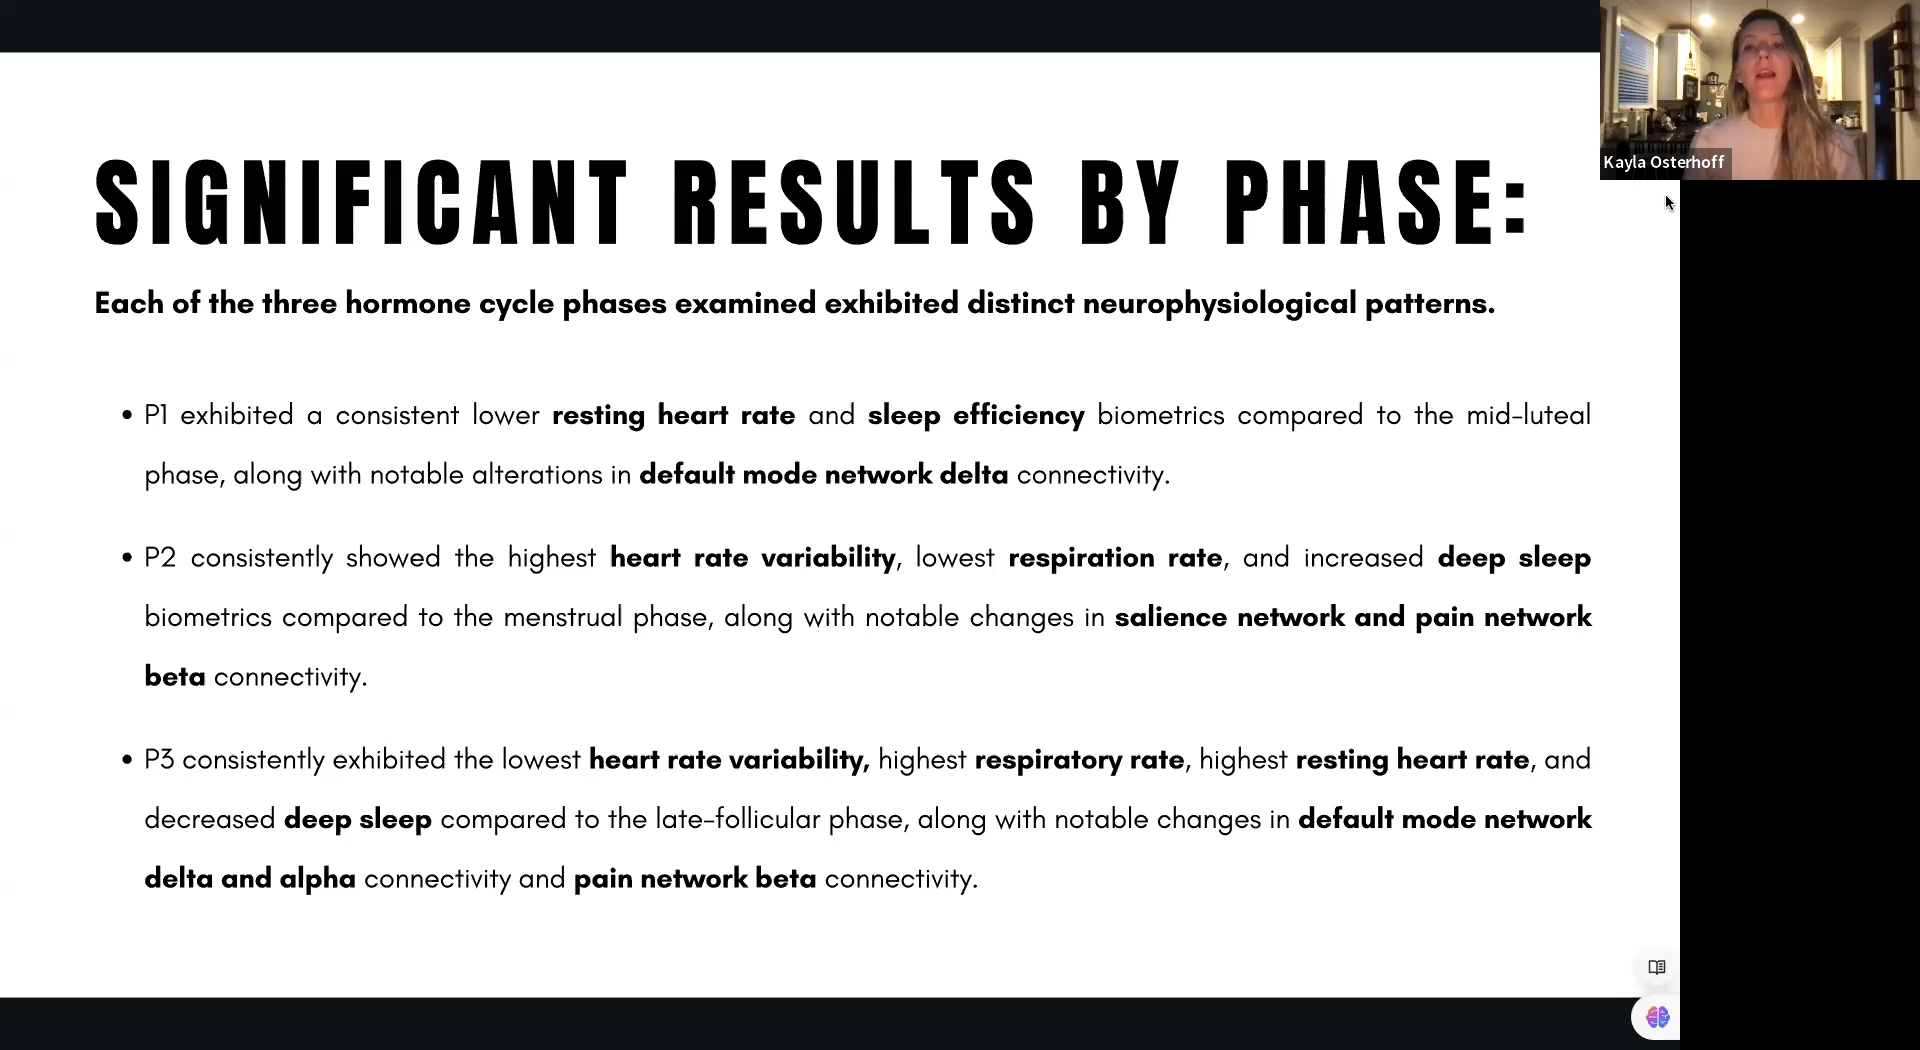 Kayla Osterhoff
SIGNIFICANT RESULTS BY PHASE:
Each of the three hormone cycle phases examined exhibited distinct neurophysiological patterns.
• P1 exhibited a consistent lower resting heart rate and sleep efficiency biometrics compared to the mid-luteal
phase, along with notable alterations in default mode network delta connectivity.
• P2 consistently showed the highest heart rate variability, lowest respiration rate, and increased deep sleep
biometrics compared to the menstrual phase, along with notable changes in salience network and pain network
beta connectivity.
• P3 consistently exhibited the lowest heart rate variability, highest respiratory rate, highest resting heart rate, and
decreased deep sleep compared to the late-follicular phase, along with notable changes in default mode network
delta and alpha connectivity and pain network beta connectivity.